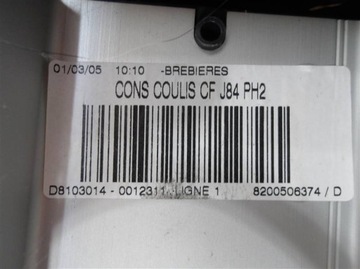 01/03/05 10:10 -BREBIERES
CONS COULIS CF J84 PH2
D8103014 - 0012311 LIGNE 1 8200506374 / D